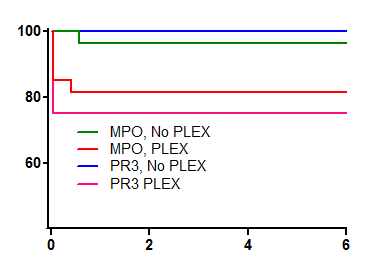 100
80
60
MPO, No PLEX
MPO, PLEX
PR3, No PLEX
PR3 PLEX
0 2 4 6